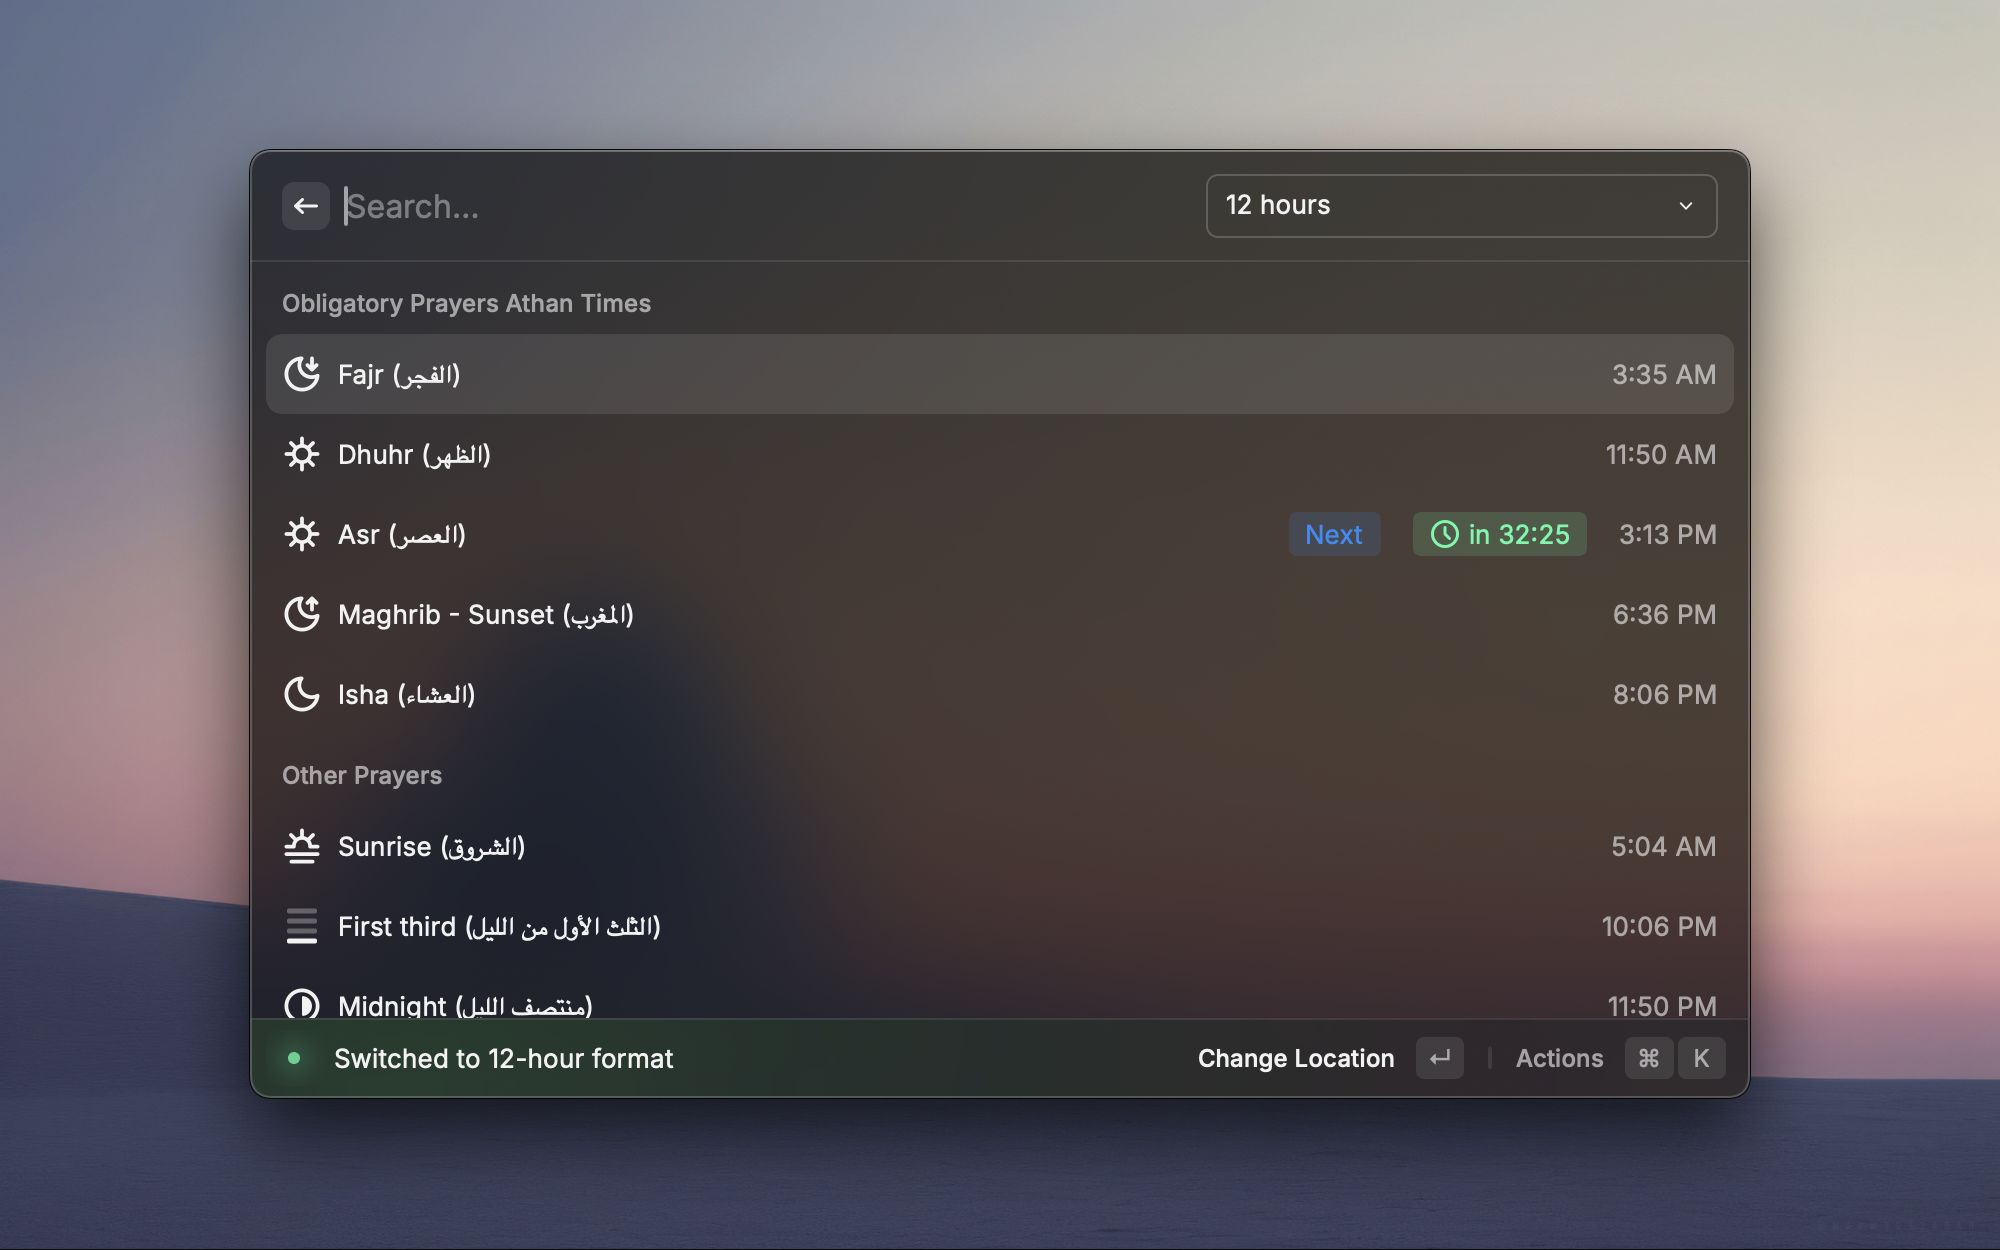 Search...
12 hours
Obligatory Prayers Athan Times
Fajr (الفجر)
3:35 AM
Dhuhr (الظهر)
11:50 AM
Asr (العصر)
Next
in 32:25
3:13 PM
Maghrib - Sunset (المغرب)
6:36 PM
Isha (العشاء)
8:06 PM
Other Prayers
Sunrise (الشروق)
5:04 AM
First third (الثلث الأول من الليل)
10:06 PM
Midnight (منتصف الليل)
11:50 PM
Switched to 12-hour format
Change Location ↵
Actions ⌘ K